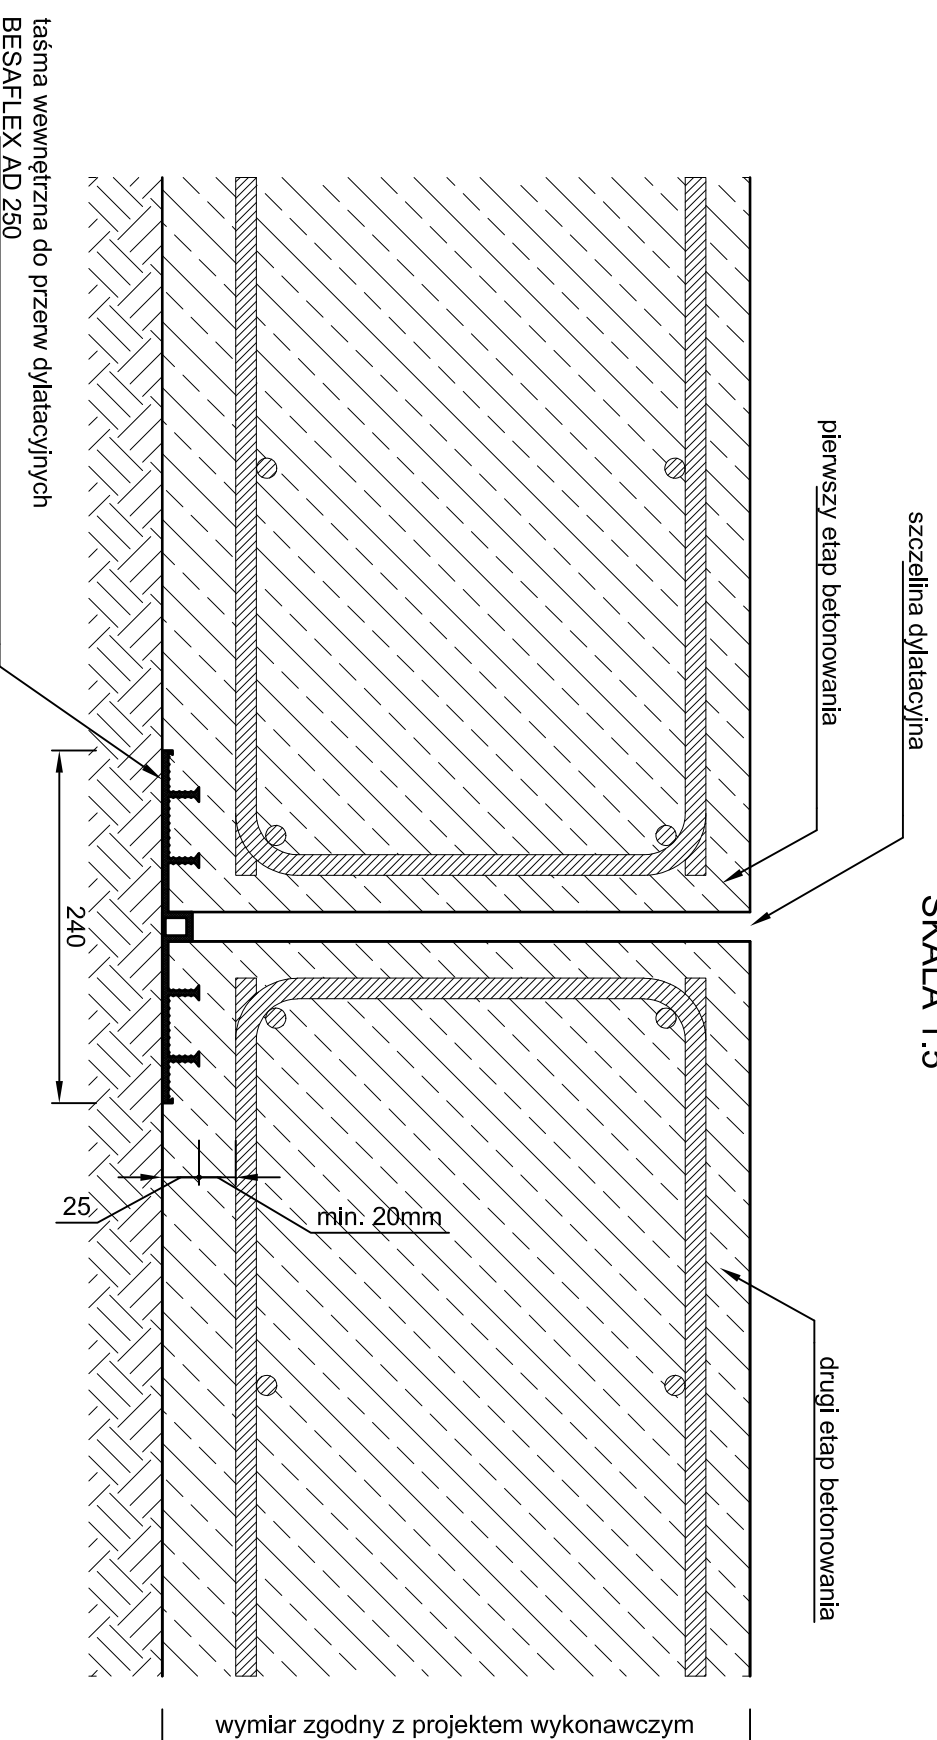 SKALA 1:5
szczelina dylatacyjna
pierwszy etap betonowania
drugi etap betonowania
wymiar zgodny z projektem wykonawczym
min. 20mm
25
240
taśma wewnętrzna do przerw dylatacyjnych
BESAFLEX AD 250